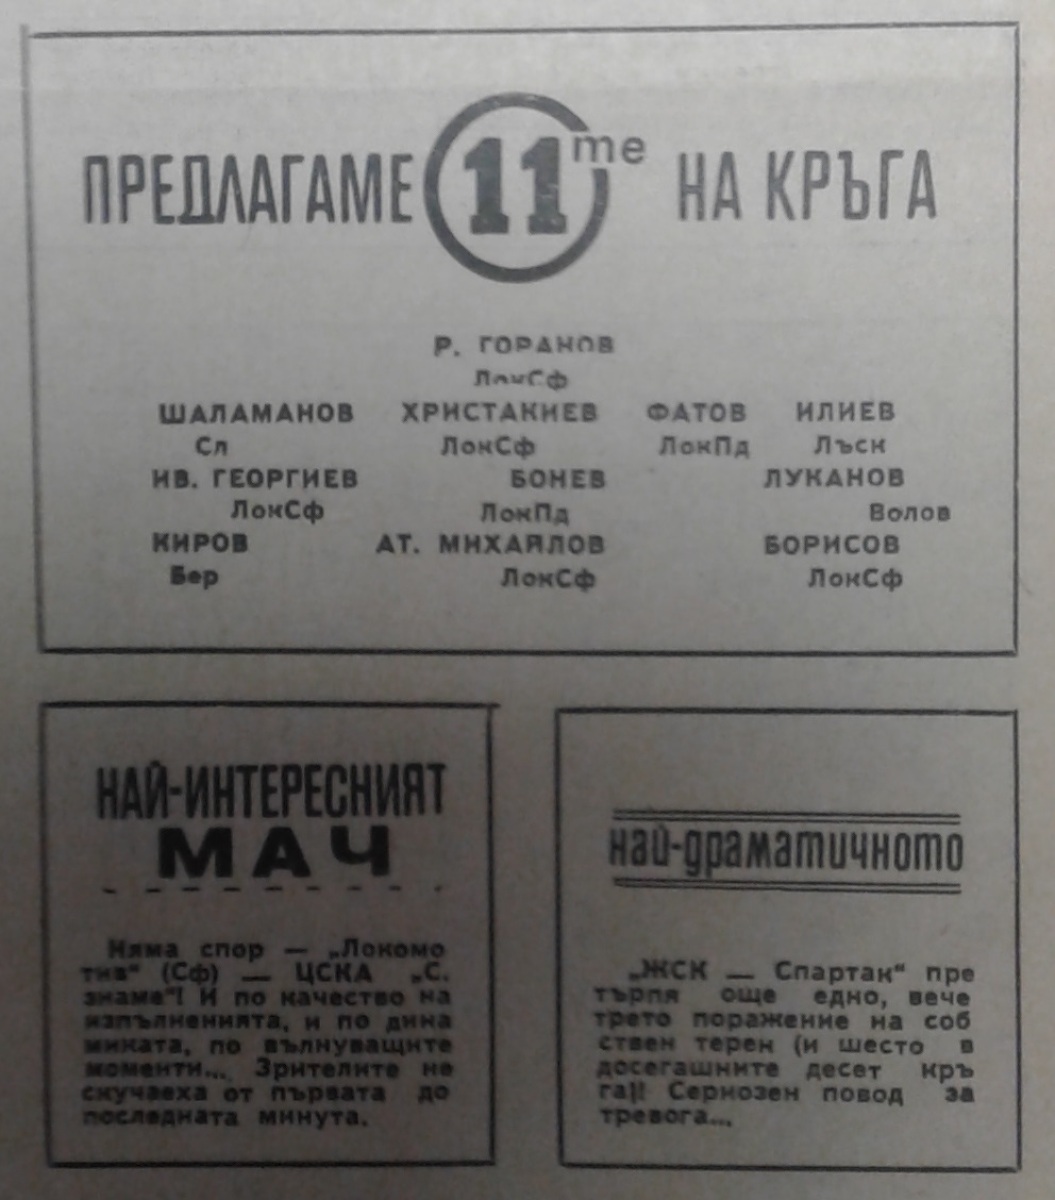 ПРЕДЛАГАМЕ 11те НА КРЪГА
Р. ГОРАНОВ
ЛокСф
ШАЛАМАНОВ ХРИСТАКИЕВ ФАТОВ ИЛИЕВ
Сл ЛокСф ЛокПд Лъск
ИВ. ГЕОРГИЕВ БОНЕВ ЛУКАНОВ
ЛокСф ЛокПд Волов
КИРОВ АТ. МИХАЙЛОВ БОРИСОВ
Бер ЛокСф ЛокСф
НАЙ-ИНТЕРЕСНИЯТ
МАЧ
Няма спор — „Локомо
тив“ (Сф) — ЦСКА „С.
знаме“! И по качество на
изпълненията, и по дина
миката, по вълнуващите
моменти... Зрителите не
скучаеха от първата до
последната минута.
най-драматичното
„ЖСК — Спартак“ пре
търпя още едно, вече
трето поражение на соб
ствен терен (и шесто в
досегашните десет кръ
га)! Сериозен повод за
тревога...